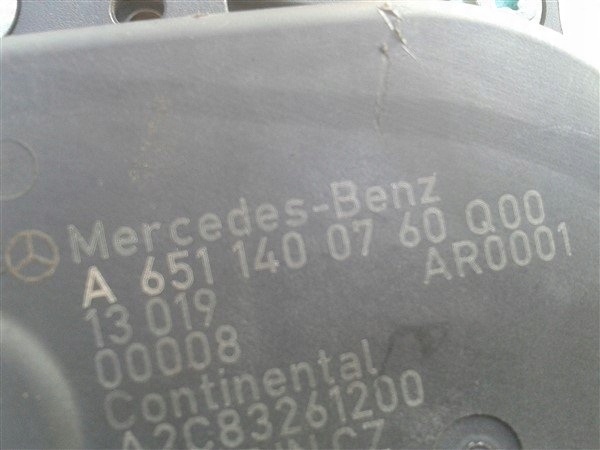 Mercedes-Benz
A 651 140 07 60 Q00
13 019 AR0001
00008
Continental
A2C83261200